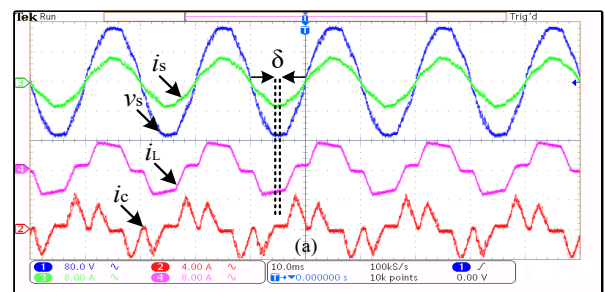 Tek Run
Trig'd
T
T
δ
3
is
vs
iL
4
ic
2
(a)
1 80.0 V ∿ 2 4.00 A ∿
3 8.00 A ∿ 4 8.00 A ∿
10.0ms 100kS/s 1 ∫
T→▼0.000000 s 10k points 0.00 V